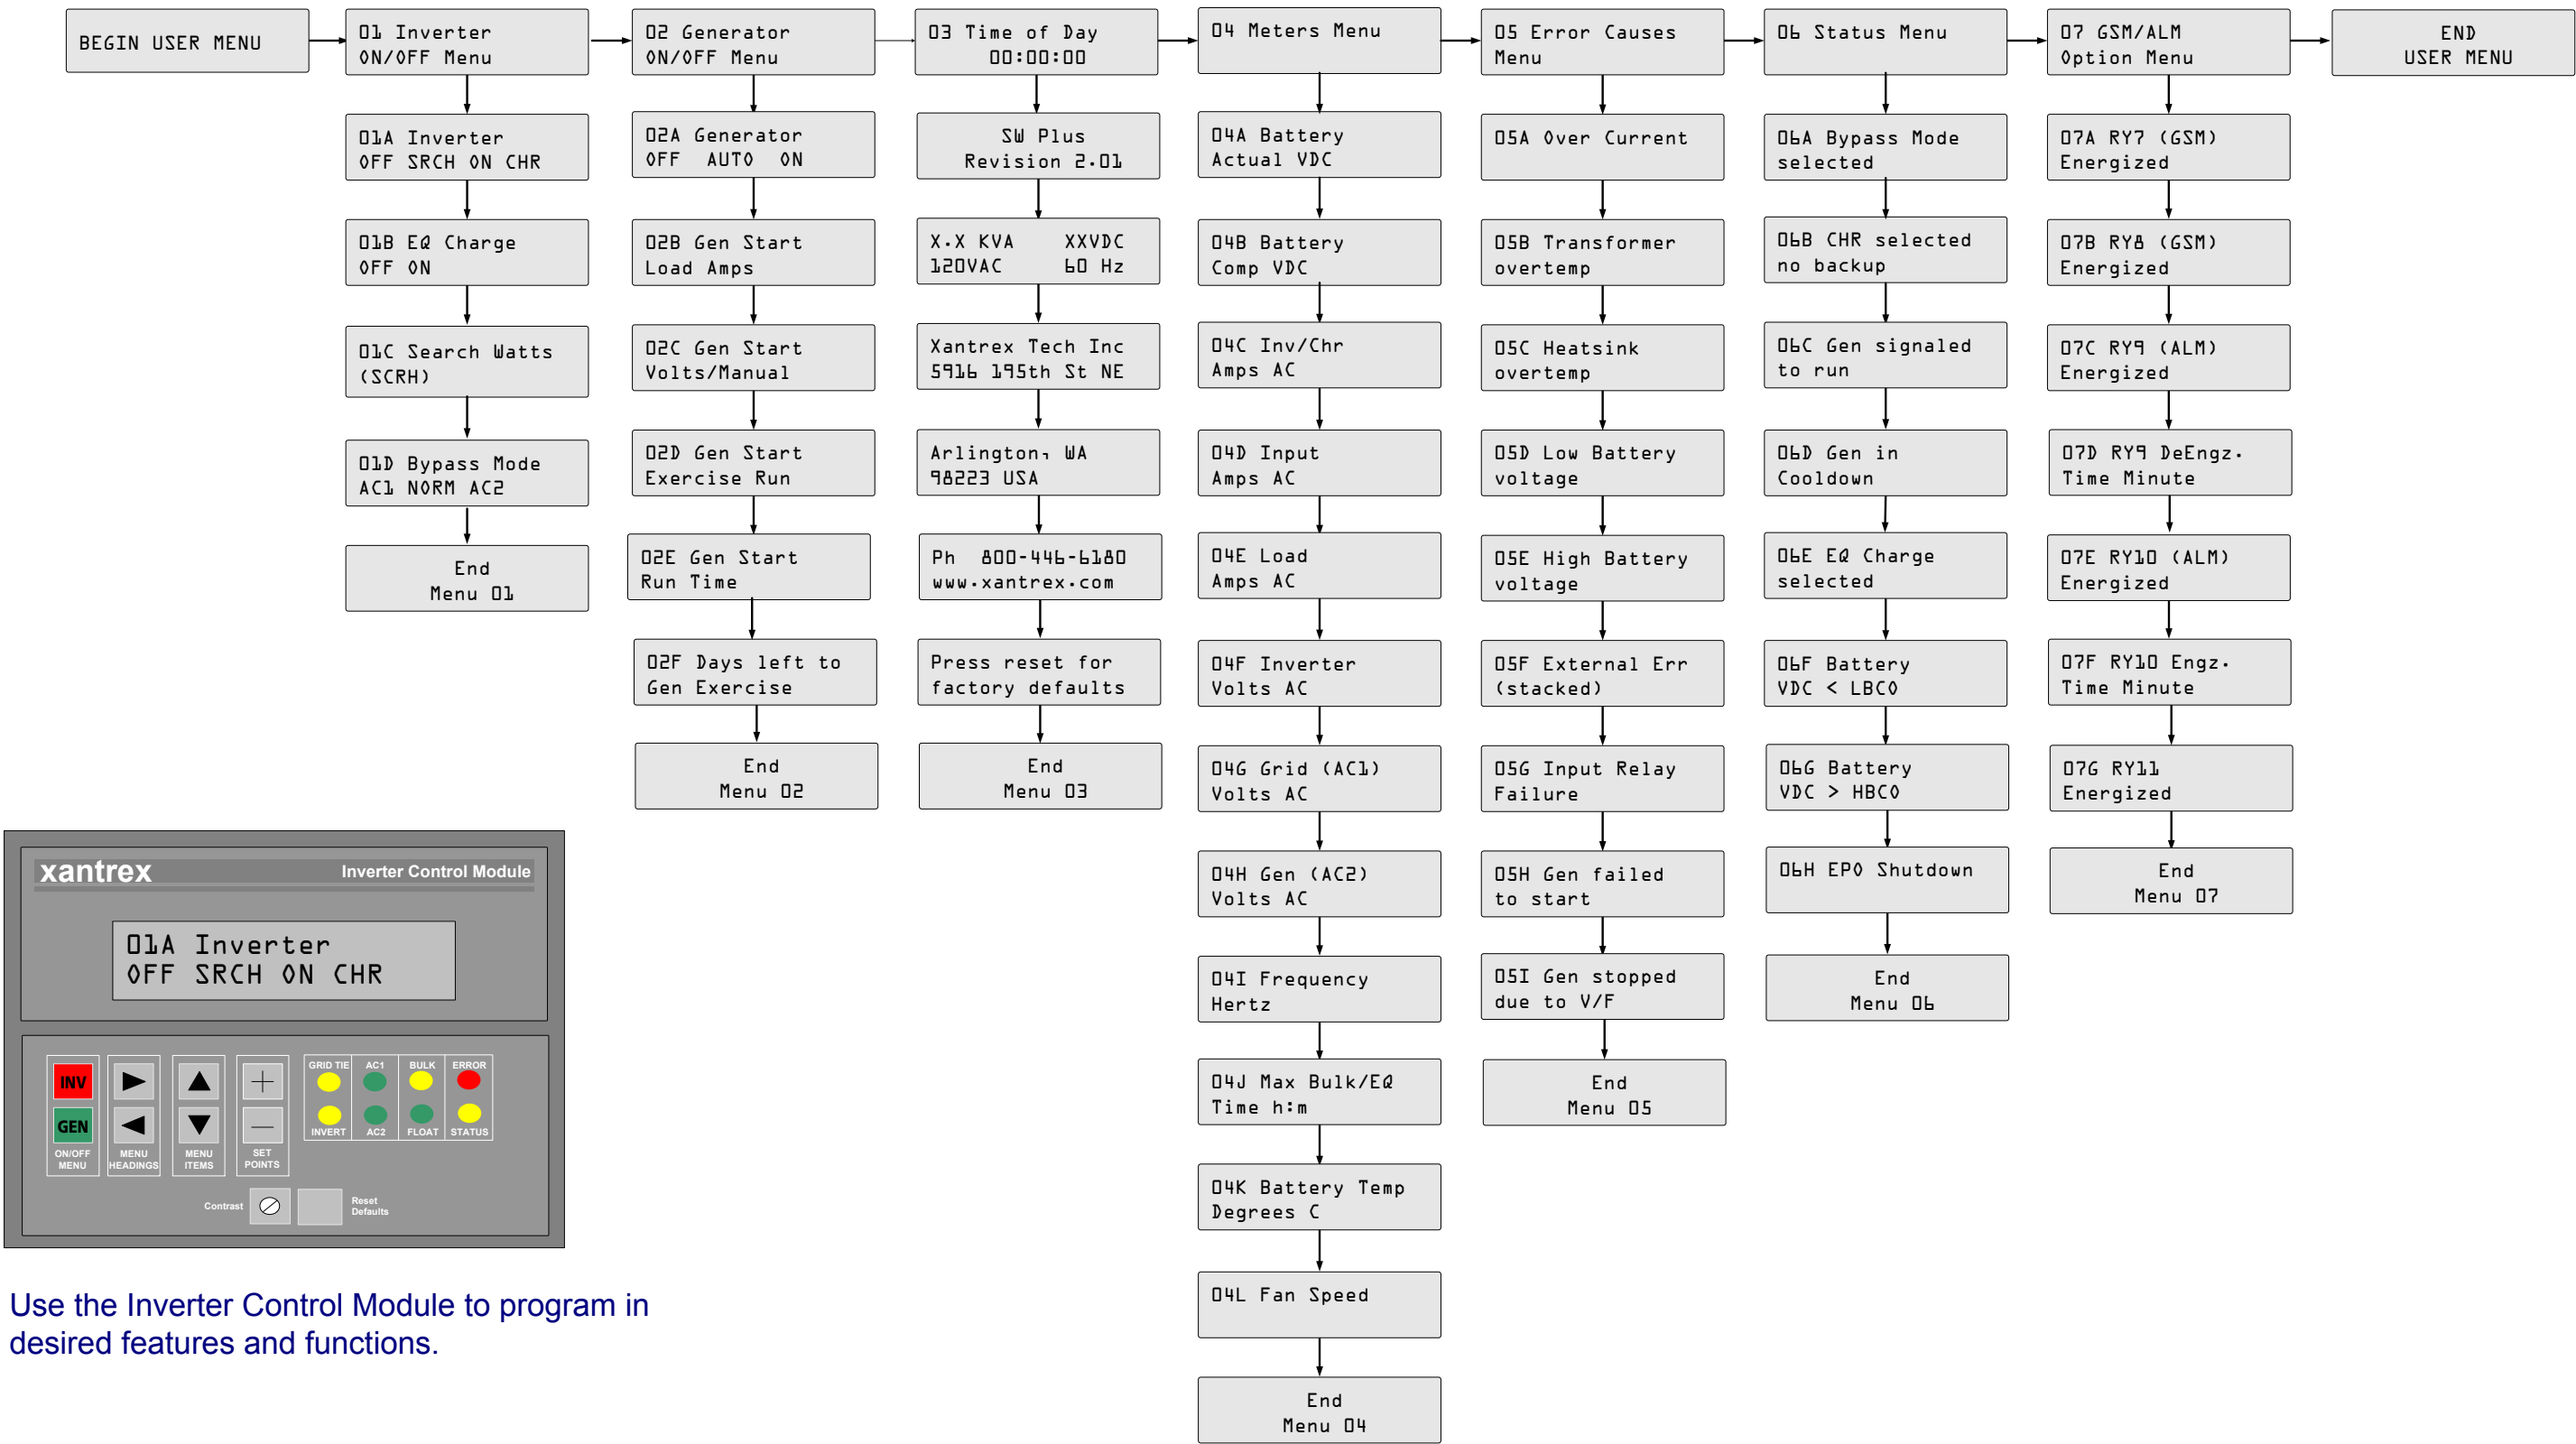 BEGIN USER MENU
01 Inverter
ON/OFF Menu
01A Inverter
OFF SRCH ON CHR
01B EQ Charge
OFF ON
01C Search Watts
(SCRH)
01D Bypass Mode
AC1 NORM AC2
End
Menu 01
02 Generator
ON/OFF Menu
02A Generator
OFF AUTO ON
02B Gen Start
Load Amps
02C Gen Start
Volts/Manual
02D Gen Start
Exercise Run
02E Gen Start
Run Time
02F Days left to
Gen Exercise
End
Menu 02
03 Time of Day
00:00:00
SW Plus
Revision 2.01
X.X KVA XXVDC
120VAC 60 Hz
Xantrex Tech Inc
5916 195th St NE
Arlington, WA
98223 USA
Ph 800-446-6180
www.xantrex.com
Press reset for
factory defaults
End
Menu 03
04 Meters Menu
04A Battery
Actual VDC
04B Battery
Comp VDC
04C Inv/Chr
Amps AC
04D Input
Amps AC
04E Load
Amps AC
04F Inverter
Volts AC
04G Grid (AC1)
Volts AC
04H Gen (AC2)
Volts AC
04I Frequency
Hertz
04J Max Bulk/EQ
Time h:m
04K Battery Temp
Degrees C
04L Fan Speed
End
Menu 04
05 Error Causes
Menu
05A Over Current
05B Transformer
overtemp
05C Heatsink
overtemp
05D Low Battery
voltage
05E High Battery
voltage
05F External Err
(stacked)
05G Input Relay
Failure
05H Gen failed
to start
05I Gen stopped
due to V/F
End
Menu 05
06 Status Menu
06A Bypass Mode
selected
06B CHR selected
no backup
06C Gen signaled
to run
06D Gen in
Cooldown
06E EQ Charge
selected
06F Battery
VDC < LBCO
06G Battery
VDC > HBCO
06H EPO Shutdown
End
Menu 06
07 GSM/ALM
Option Menu
07A RY7 (GSM)
Energized
07B RY8 (GSM)
Energized
07C RY9 (ALM)
Energized
07D RY9 DeEngz.
Time Minute
07E RY10 (ALM)
Energized
07F RY10 Engz.
Time Minute
07G RY11
Energized
End
Menu 07
END
USER MENU
xantrex
Inverter Control Module
01A Inverter
OFF SRCH ON CHR
INV
GEN
ON/OFF
MENU
MENU
HEADINGS
MENU
ITEMS
+
—
SET
POINTS
GRID TIE AC1 BULK ERROR
INVERT AC2 FLOAT STATUS
Contrast
Reset
Defaults
Use the Inverter Control Module to program in
desired features and functions.